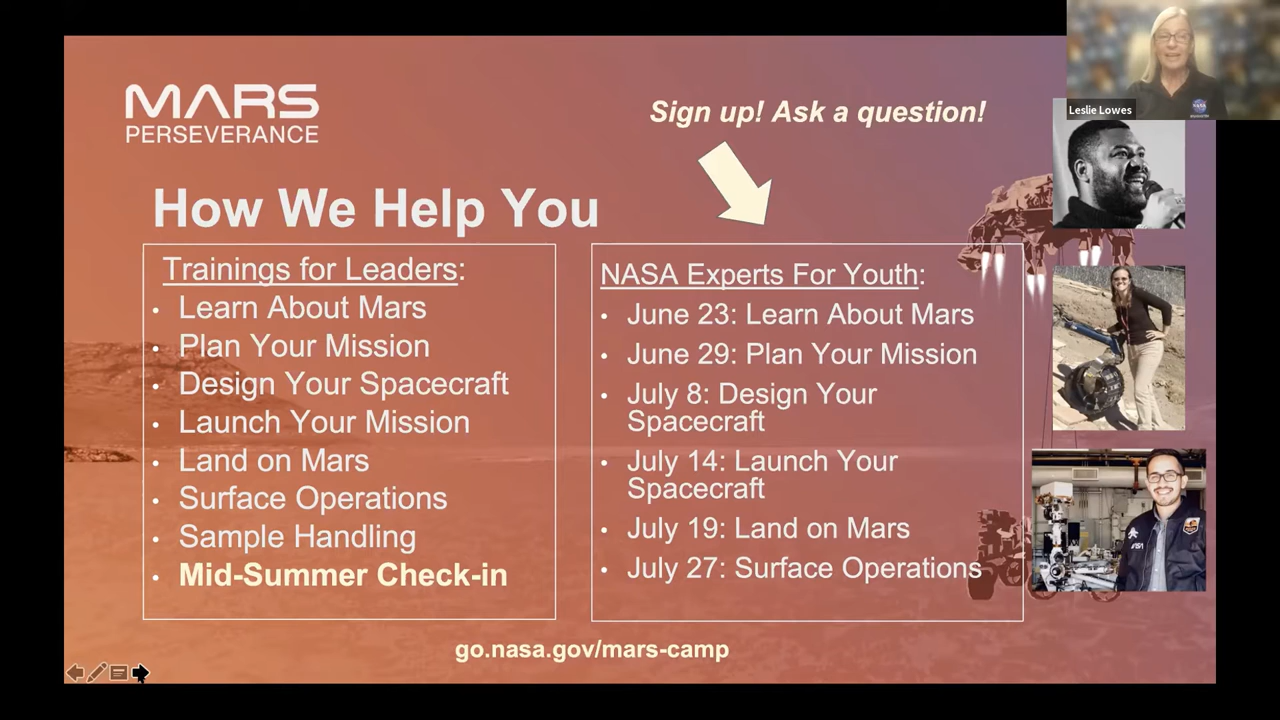 MARS
PERSEVERANCE
Sign up! Ask a question!
Leslie Lowes
How We Help You
Trainings for Leaders:
• Learn About Mars
• Plan Your Mission
• Design Your Spacecraft
• Launch Your Mission
• Land on Mars
• Surface Operations
• Sample Handling
• Mid-Summer Check-in
NASA Experts For Youth:
• June 23: Learn About Mars
• June 29: Plan Your Mission
• July 8: Design Your
Spacecraft
• July 14: Launch Your
Spacecraft
• July 19: Land on Mars
• July 27: Surface Operations
go.nasa.gov/mars-camp